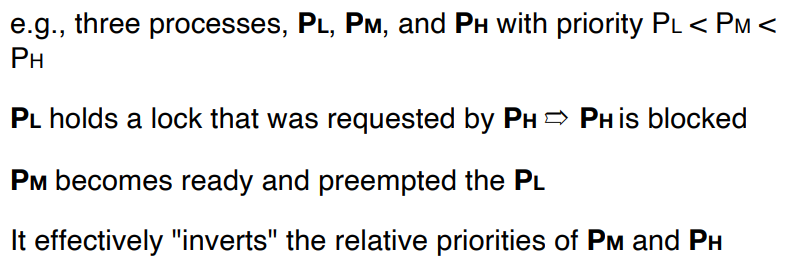 e.g., three processes, PL, PM, and PH with priority PL < PM <
PH
PL holds a lock that was requested by PH ⇨ PH is blocked
PM becomes ready and preempted the PL
It effectively "inverts" the relative priorities of PM and PH